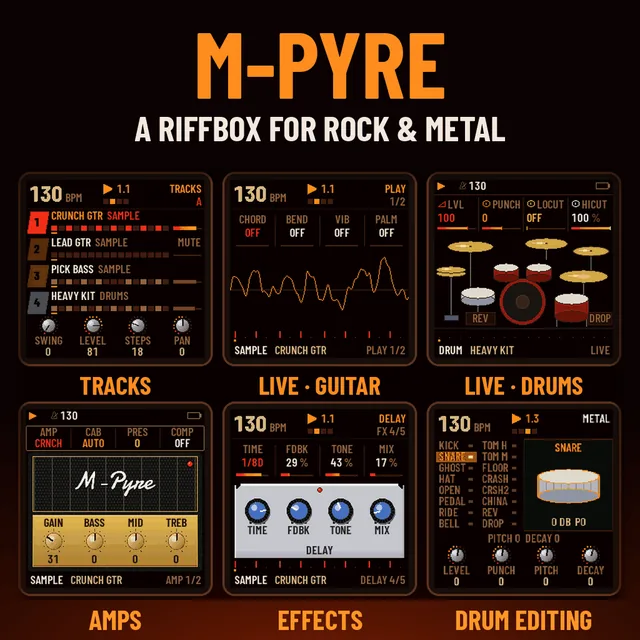 M-PYRE
A RIFFBOX FOR ROCK & METAL
130 BPM 1.1 TRACKS
A
1 CRUNCH GTR SAMPLE
2 LEAD GTR SAMPLE MUTE
3 PICK BASS SAMPLE
4 HEAVY KIT DRUMS
SWING LEVEL STEPS PAN
0 81 18 0
TRACKS
130 BPM 1.1 PLAY
1/2
CHORD BEND VIB PALM
OFF OFF OFF OFF
SAMPLE CRUNCH GTR PLAY 1/2
LIVE · GUITAR
130
LVL PUNCH LOCUT HICUT
100 0 OFF 100 %
REV DROP
DRUM HEAVY KIT LIVE
LIVE · DRUMS
130
AMP CAB PRES COMP
CRNCH AUTO 0 OFF
M-Pyre
GAIN BASS MID TREB
31 0 0 0
SAMPLE CRUNCH GTR AMP 1/2
AMPS
130 BPM 1.1 DELAY
FX 4/5
TIME FDBK TONE MIX
1/8D 29 % 43 % 17 %
TIME FDBK TONE MIX
DELAY
SAMPLE CRUNCH GTR DELAY 4/5
EFFECTS
130 BPM 1.3 METAL
KICK TOM H
SNARE TOM M
GHOST FLOOR
HAT CRASH
OPEN CRSH2
PEDAL CHINA
RIDE REV
BELL DROP
SNARE
0 DB P0
PITCH 0 DECAY 0
LEVEL PUNCH PITCH DECAY
0 0 0 0
DRUM EDITING